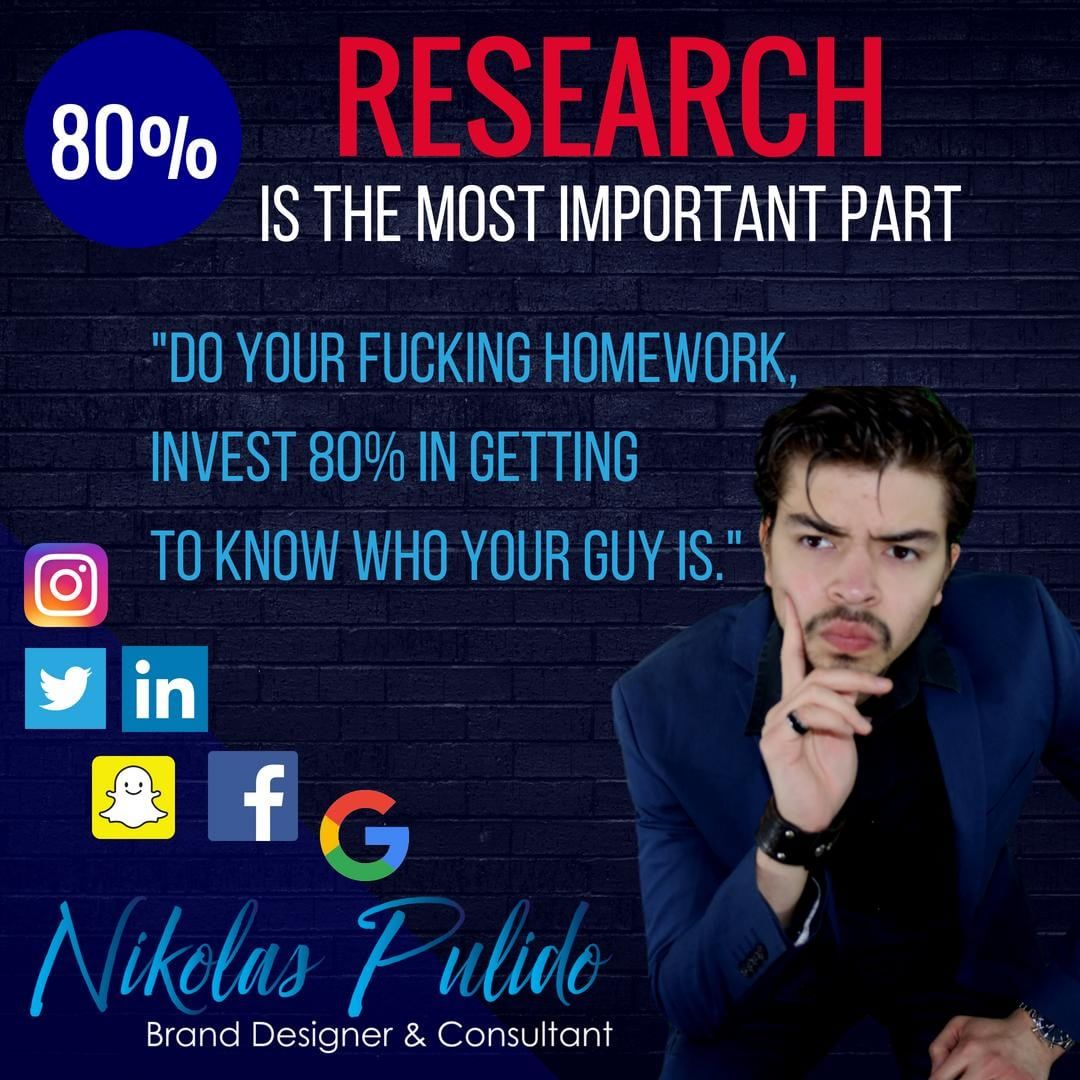 80%
RESEARCH
IS THE MOST IMPORTANT PART
"DO YOUR FUCKING HOMEWORK,
INVEST 80% IN GETTING
TO KNOW WHO YOUR GUY IS."
in
f
G
Nikolas Pulido
Brand Designer & Consultant